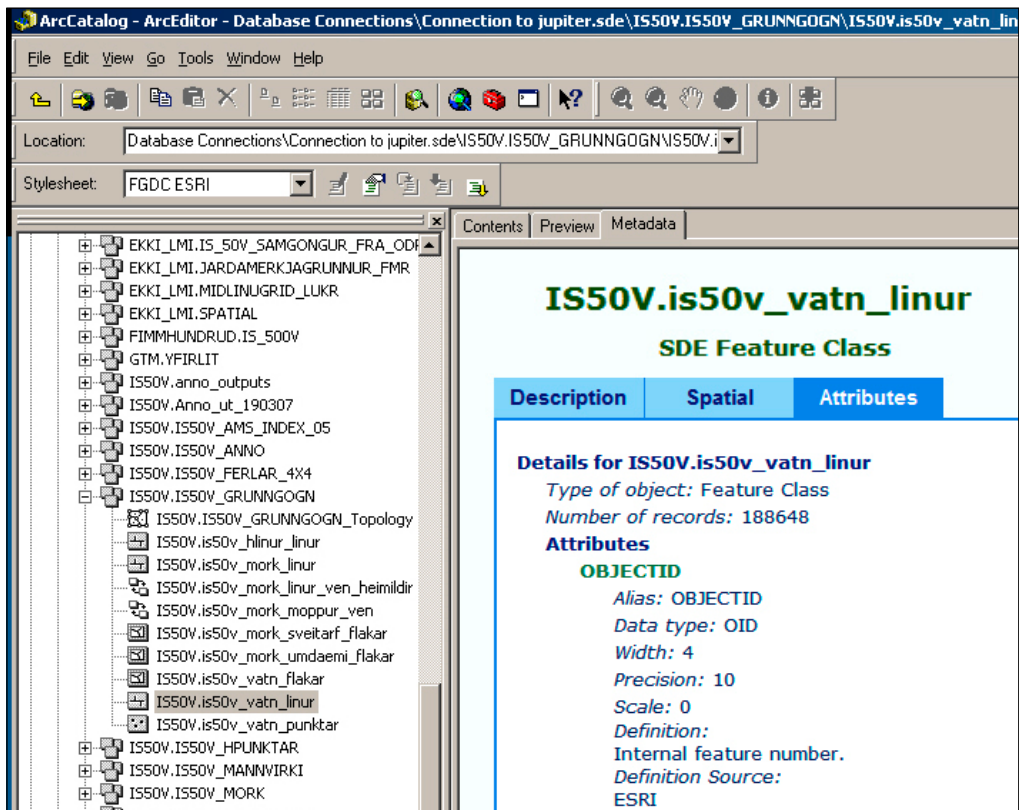 ArcCatalog - ArcEditor - Database Connections\Connection to jupiter.sde\IS50V.IS50V_GRUNNGOGN\IS50V.is50v_vatn_lin
File Edit View Go Tools Window Help
Location: Database Connections\Connection to jupiter.sde\IS50V.IS50V_GRUNNGOGN\IS50V.i
Stylesheet: FGDC ESRI
Contents Preview Metadata
EKKI_LMI.IS_50V_SAMGONGUR_FRA_ODF
EKKI_LMI.JARDAMERKJAGRUNNUR_FMR
EKKI_LMI.MIDLINUGRID_LUKR
EKKI_LMI.SPATIAL
FIMMHUNDRUD.IS_500V
GTM.YFIRLIT
IS50V.anno_outputs
IS50V.Anno_ut_190307
IS50V.IS50V_AMS_INDEX_05
IS50V.IS50V_ANNO
IS50V.IS50V_FERLAR_4X4
IS50V.IS50V_GRUNNGOGN
IS50V.IS50V_GRUNNGOGN_Topology
IS50V.is50v_hlinur_linur
IS50V.is50v_mork_linur
IS50V.is50v_mork_linur_ven_heimildir
IS50V.is50v_mork_moppur_ven
IS50V.is50v_mork_sveitarf_flakar
IS50V.is50v_mork_umdaemi_flakar
IS50V.is50v_vatn_flakar
IS50V.is50v_vatn_linur
IS50V.is50v_vatn_punktar
IS50V.IS50V_HPUNKTAR
IS50V.IS50V_MANNVIRKI
IS50V.IS50V_MORK
IS50V.is50v_vatn_linur
SDE Feature Class
Description Spatial Attributes
Details for IS50V.is50v_vatn_linur
Type of object: Feature Class
Number of records: 188648
Attributes
OBJECTID
Alias: OBJECTID
Data type: OID
Width: 4
Precision: 10
Scale: 0
Definition:
Internal feature number.
Definition Source:
ESRI